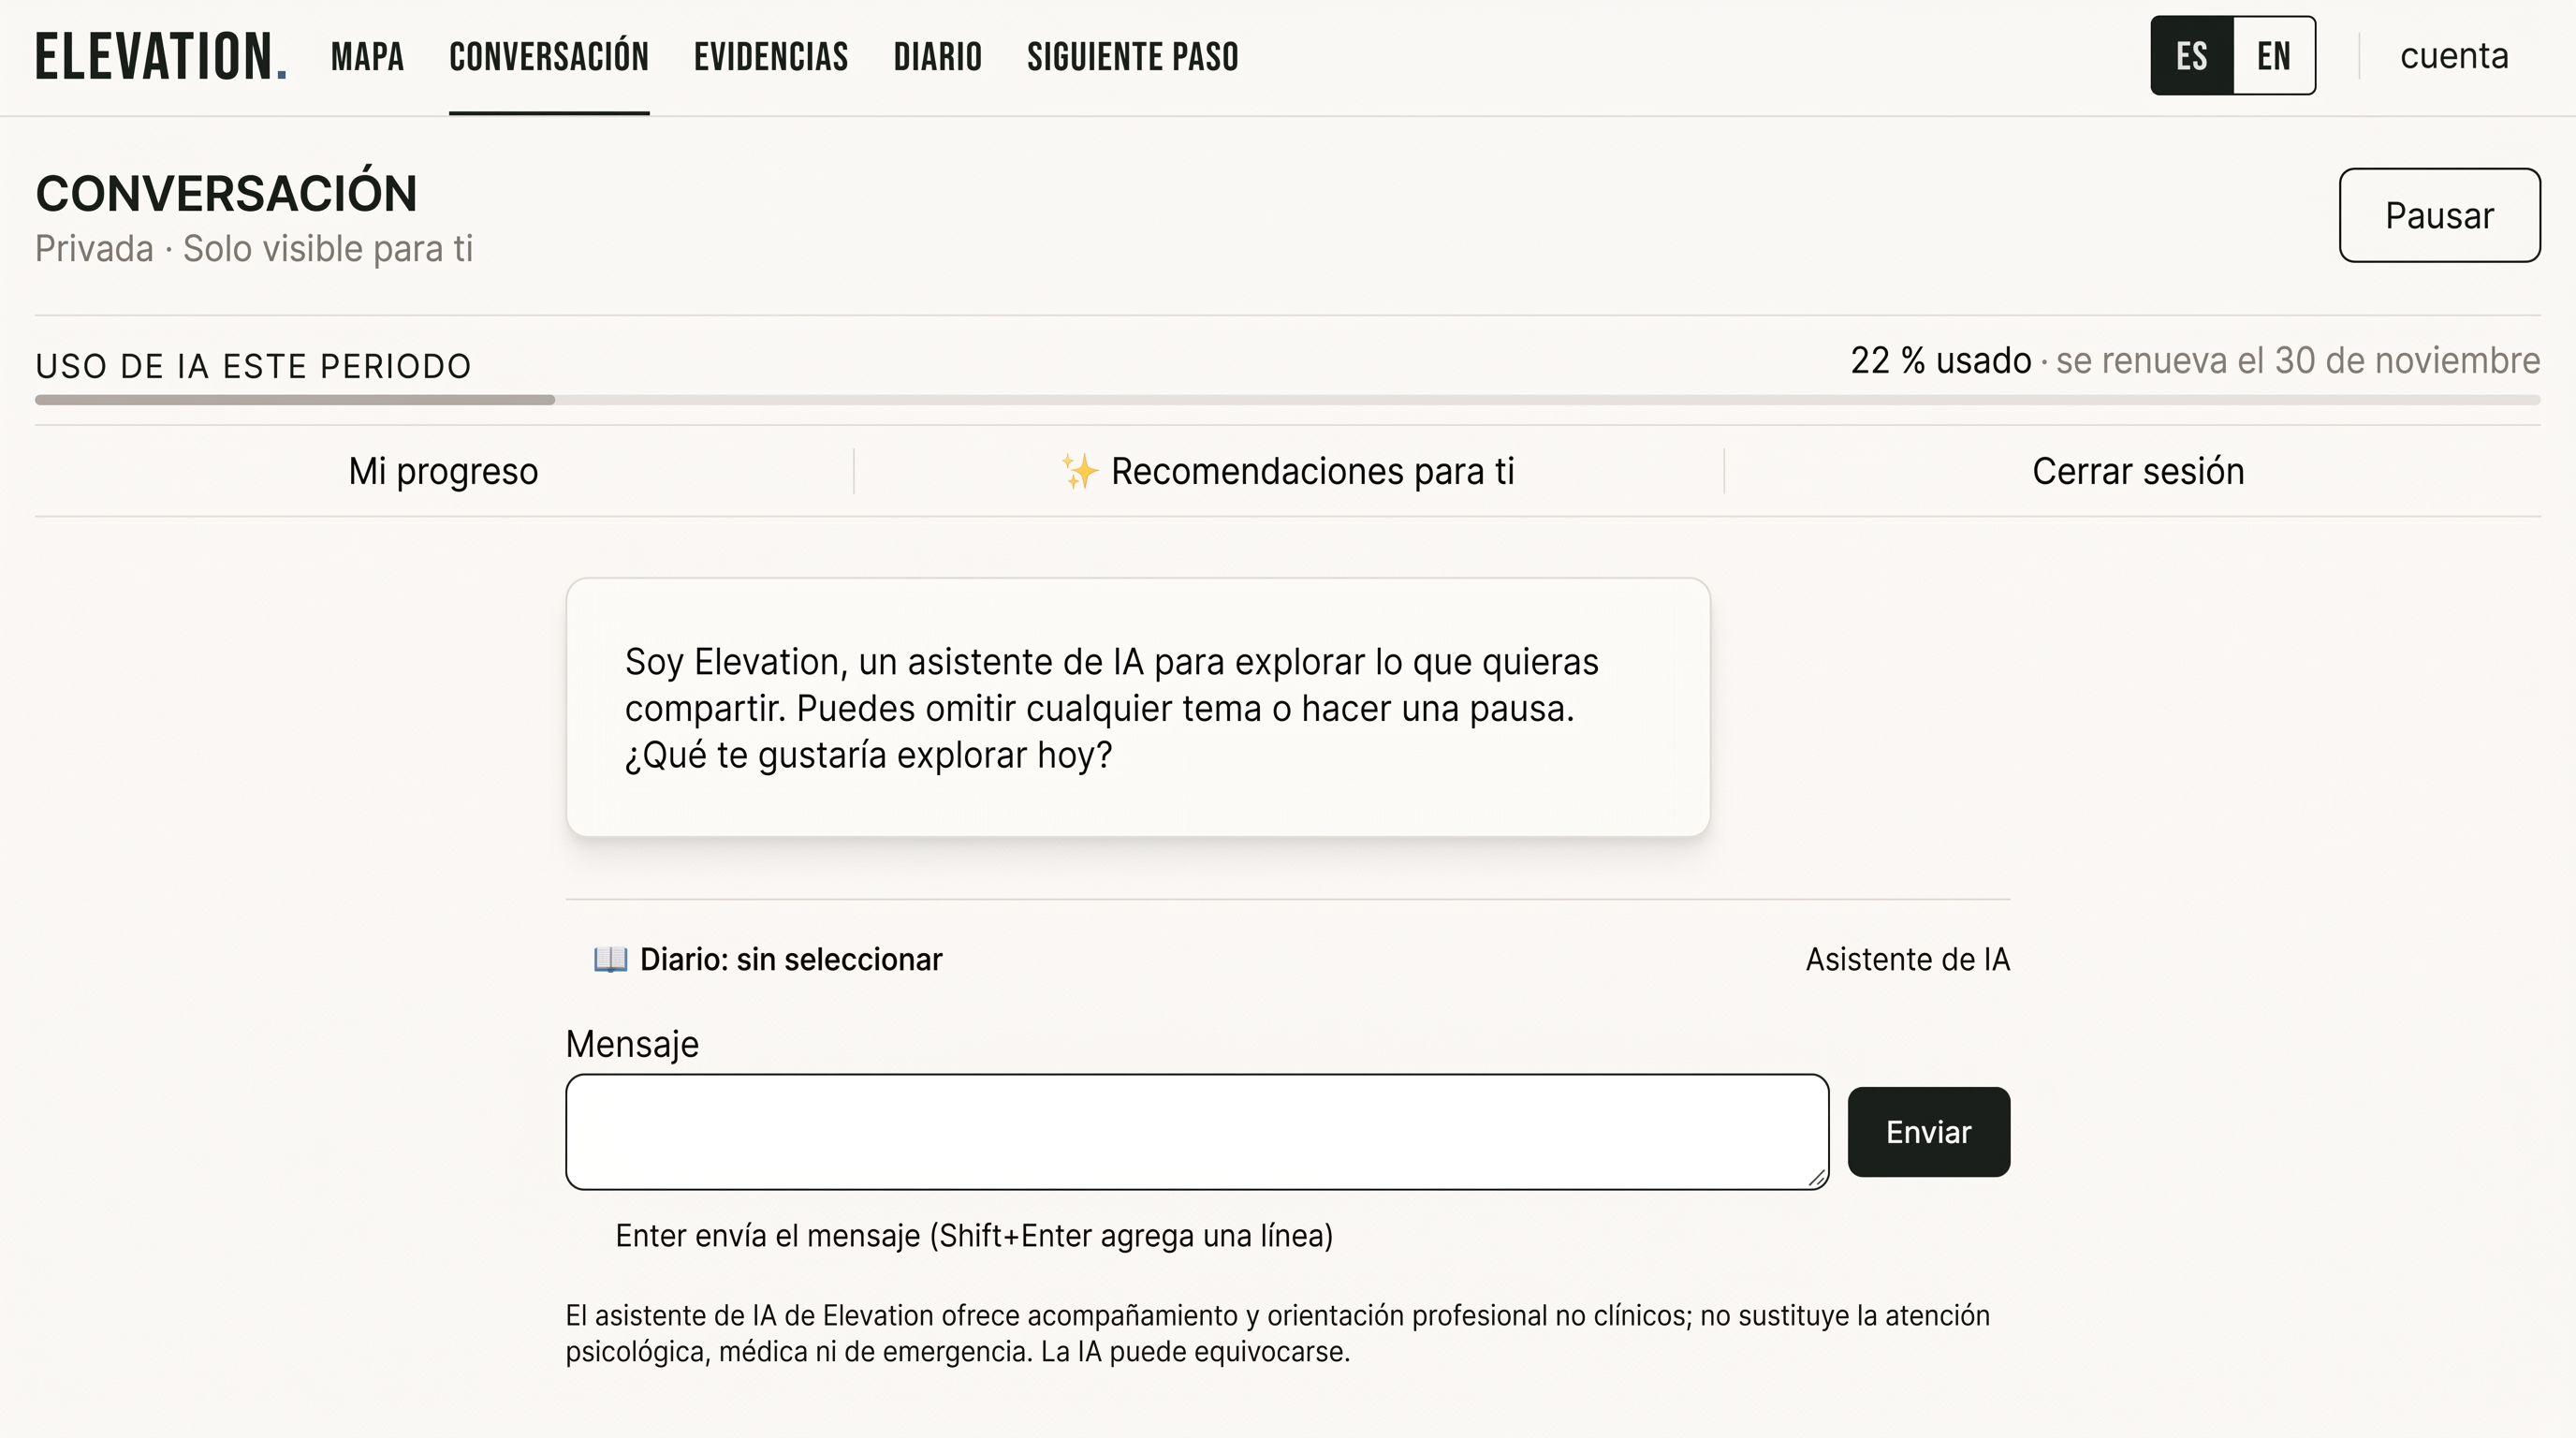 ELEVATION.
MAPA
CONVERSACIÓN
EVIDENCIAS
DIARIO
SIGUIENTE PASO
ES
EN
cuenta
CONVERSACIÓN
Privada · Solo visible para ti
Pausar
USO DE IA ESTE PERIODO
22 % usado · se renueva el 30 de noviembre
Mi progreso
✨ Recomendaciones para ti
Cerrar sesión
Soy Elevation, un asistente de IA para explorar lo que quieras
compartir. Puedes omitir cualquier tema o hacer una pausa.
¿Qué te gustaría explorar hoy?
📖 Diario: sin seleccionar
Asistente de IA
Mensaje
Enviar
Enter envía el mensaje (Shift+Enter agrega una línea)
El asistente de IA de Elevation ofrece acompañamiento y orientación profesional no clínicos; no sustituye la atención
psicológica, médica ni de emergencia. La IA puede equivocarse.